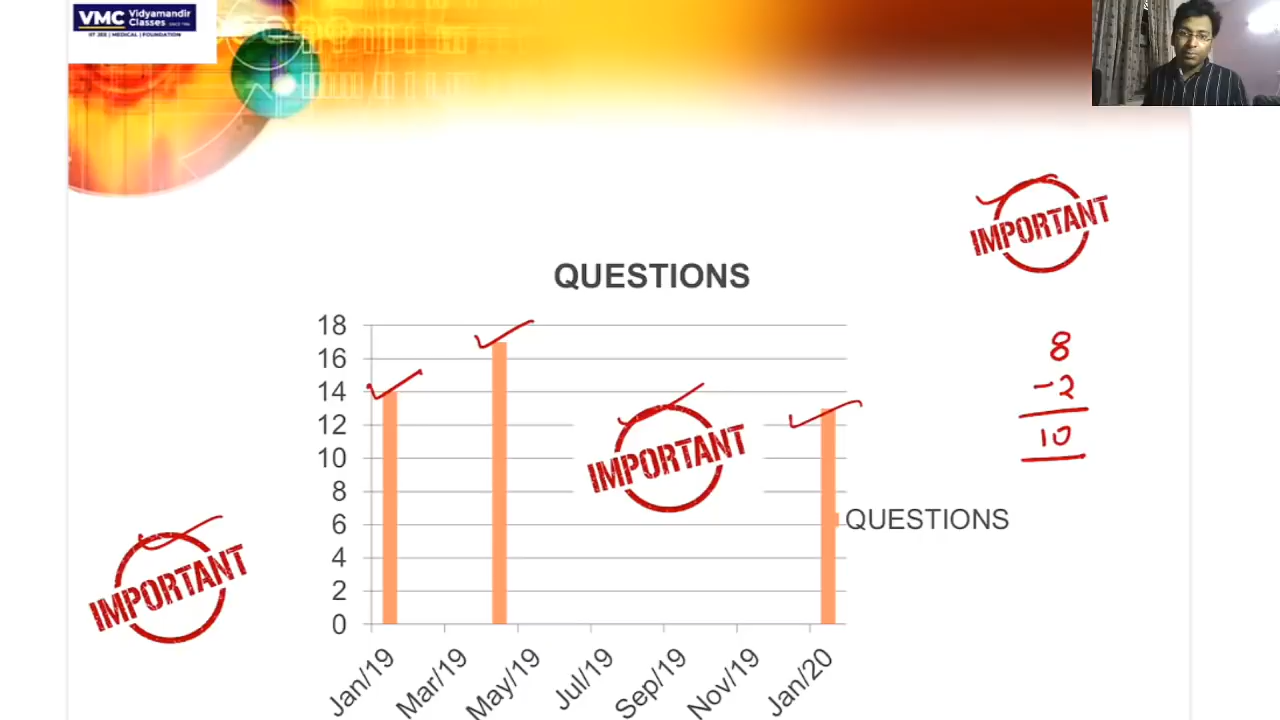 VMC Vidyamandir Classes SINCE 1986
IIT JEE | MEDICAL | FOUNDATION
IMPORTANT
QUESTIONS
18
16
14
12
10
8
6
4
2
0
Jan/19
Mar/19
May/19
Jul/19
Sep/19
Nov/19
Jan/20
IMPORTANT
QUESTIONS
IMPORTANT
8
-2
10